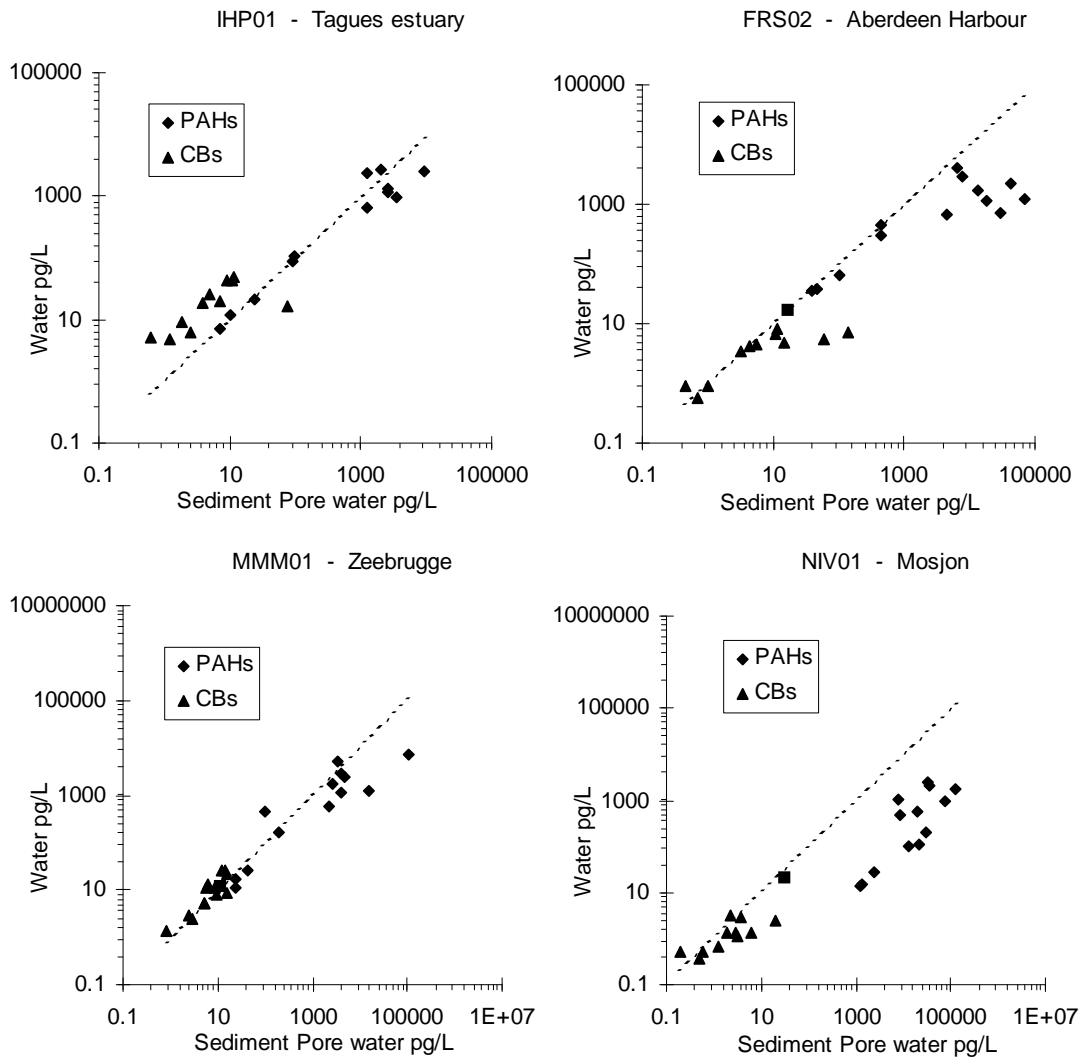 IHP01 - Tagues estuary
100000
1000
10
0.1
Water pg/L
PAHs
CBs
0.1 10 1000 100000
Sediment Pore water pg/L
FRS02 - Aberdeen Harbour
100000
1000
10
0.1
Water pg/L
PAHs
CBs
0.1 10 1000 100000
Sediment Pore water pg/L
MMM01 - Zeebrugge
10000000
100000
1000
10
0.1
Water pg/L
PAHs
CBs
0.1 10 1000 100000 1E+07
Sediment Pore water pg/L
NIV01 - Mosjon
10000000
100000
1000
10
0.1
Water pg/L
PAHs
CBs
0.1 10 1000 100000 1E+07
Sediment Pore water pg/L